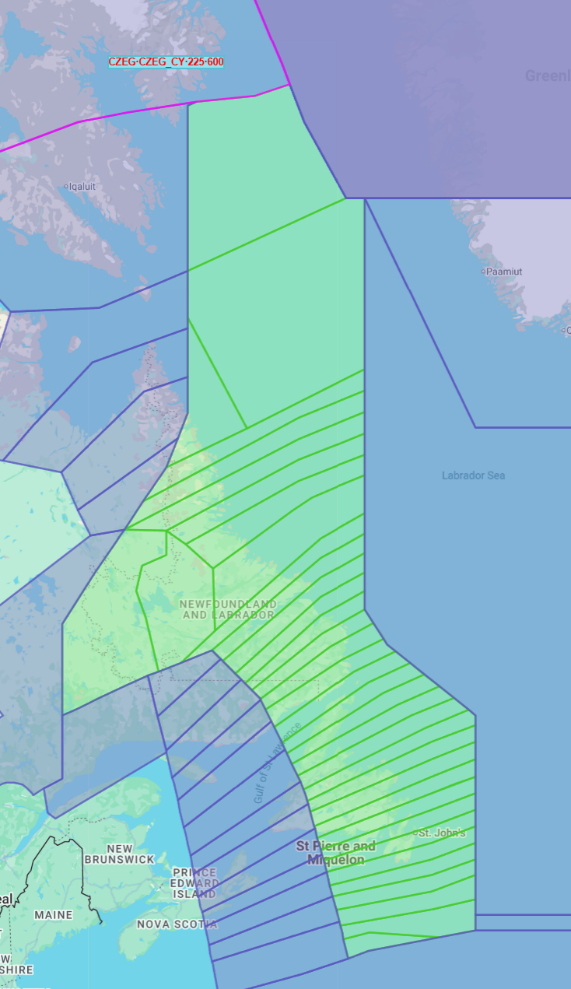 CZEG-CZEG_CY-225-600
Greenl
Iqaluit
Paamiut
Labrador Sea
NEWFOUNDLAND
AND LABRADOR
Gulf of St Lawrence
St. John's
St Pierre and
Miquelon
NEW
BRUNSWICK
PRINCE
EDWARD
ISLAND
eal
MAINE
NOVA SCOTIA
W
SHIRE